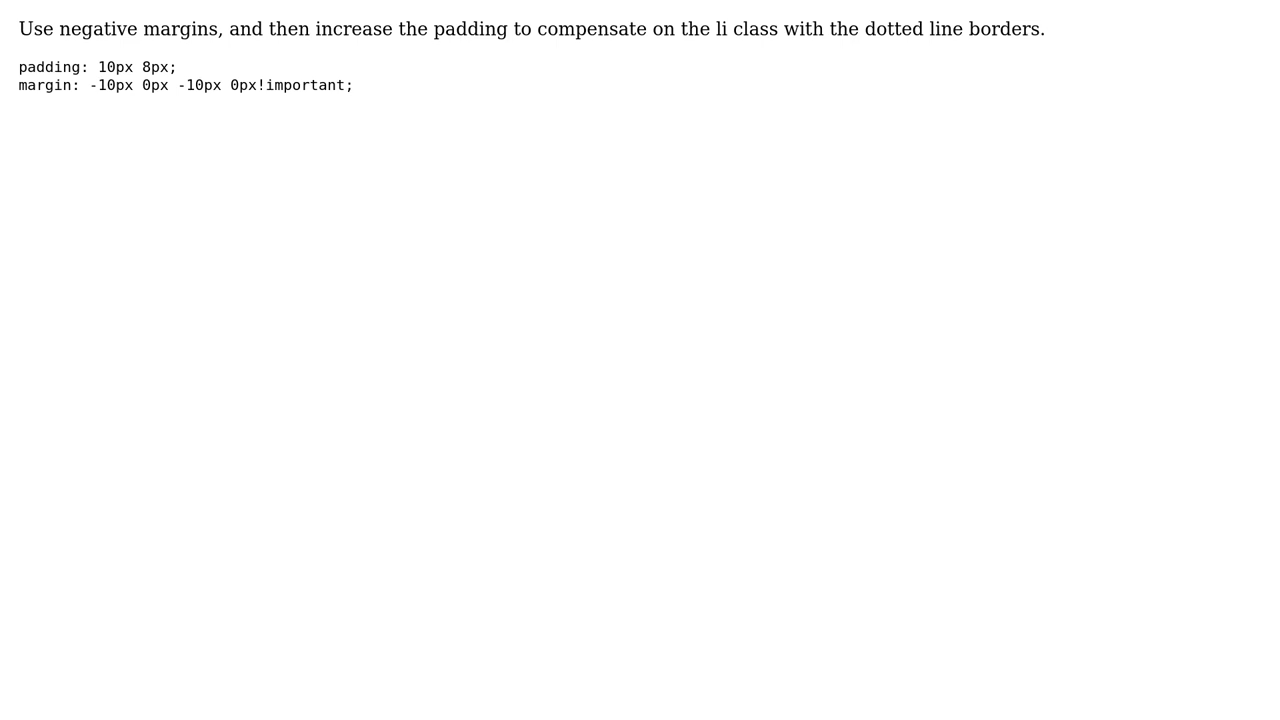 Use negative margins, and then increase the padding to compensate on the li class with the dotted line borders.
padding: 10px 8px;
margin: -10px 0px -10px 0px!important;